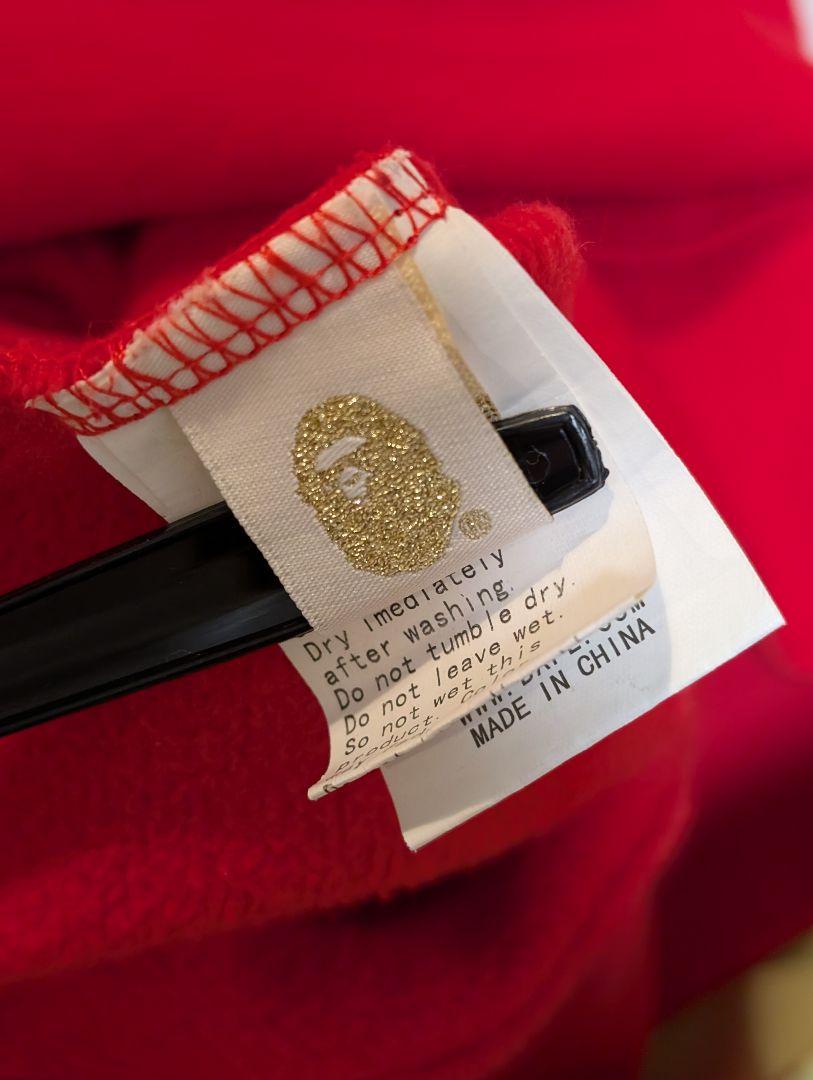 Dry Imediately
after washing.
Do not tumble dry.
Do not leave wet.
So not wet this
product.
MADE IN CHINA